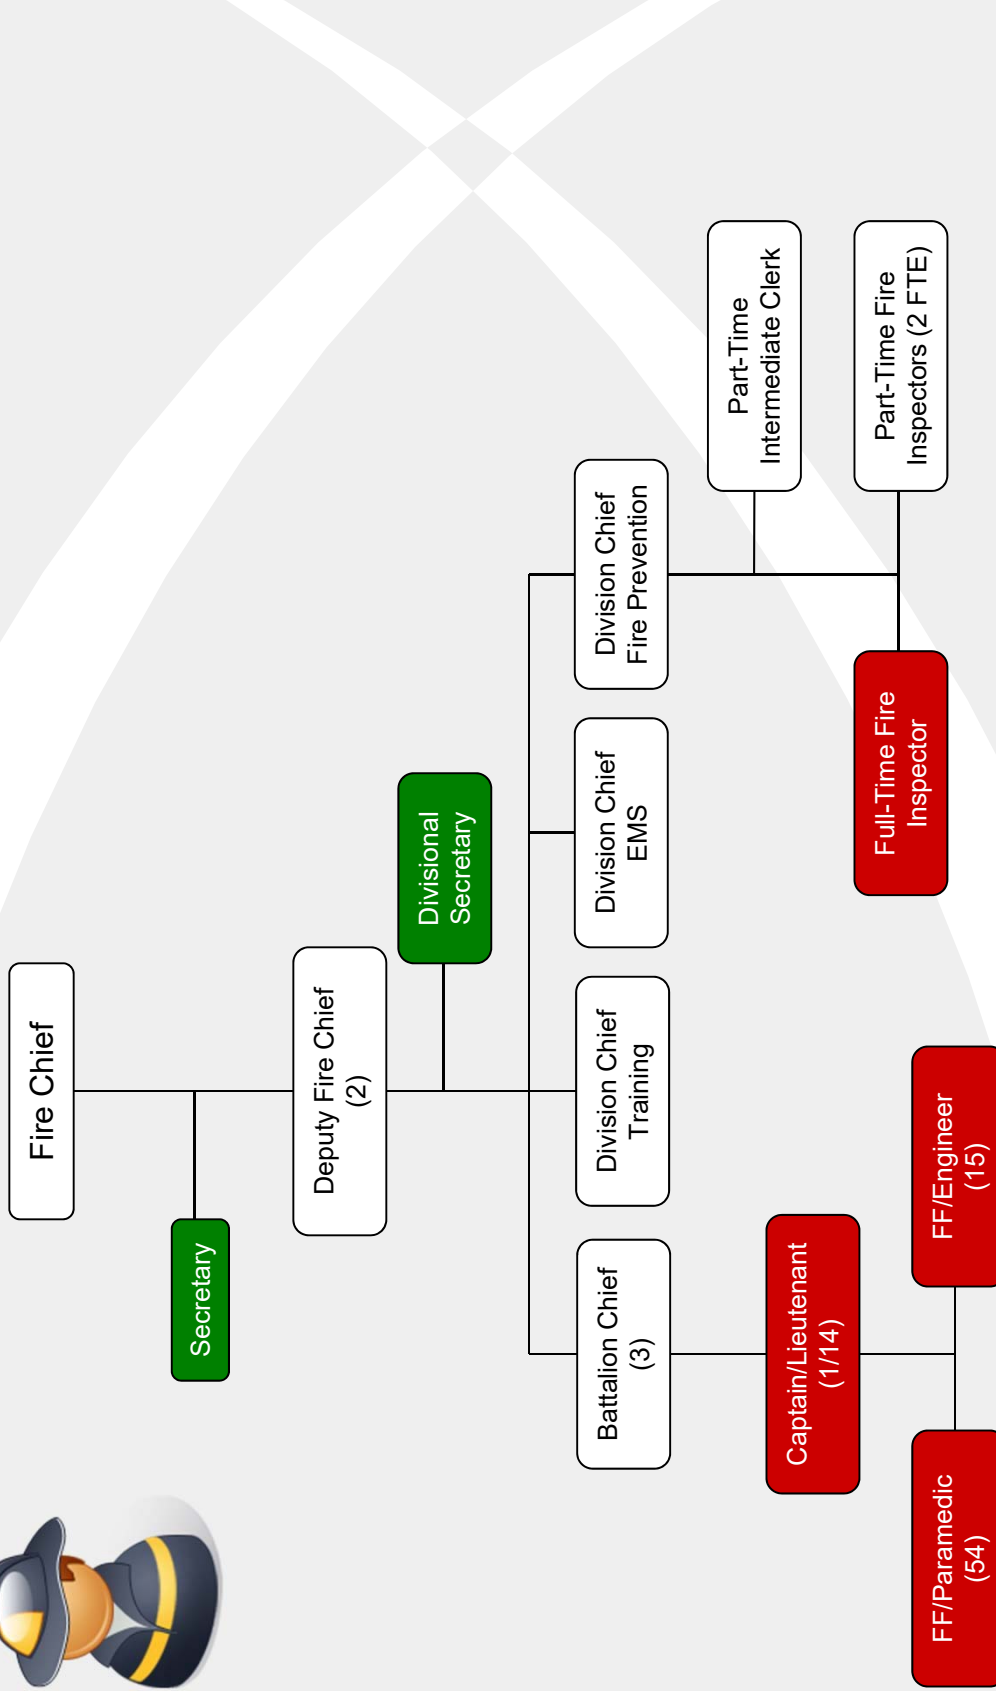 Fire Chief
Secretary
Deputy Fire Chief
(2)
Divisional
Secretary
Battalion Chief
(3)
Division Chief
Training
Division Chief
EMS
Division Chief
Fire Prevention
Part-Time
Intermediate Clerk
Captain/Lieutenant
(1/14)
Full-Time Fire
Inspector
Part-Time Fire
Inspectors (2 FTE)
FF/Paramedic
(54)
FF/Engineer
(15)